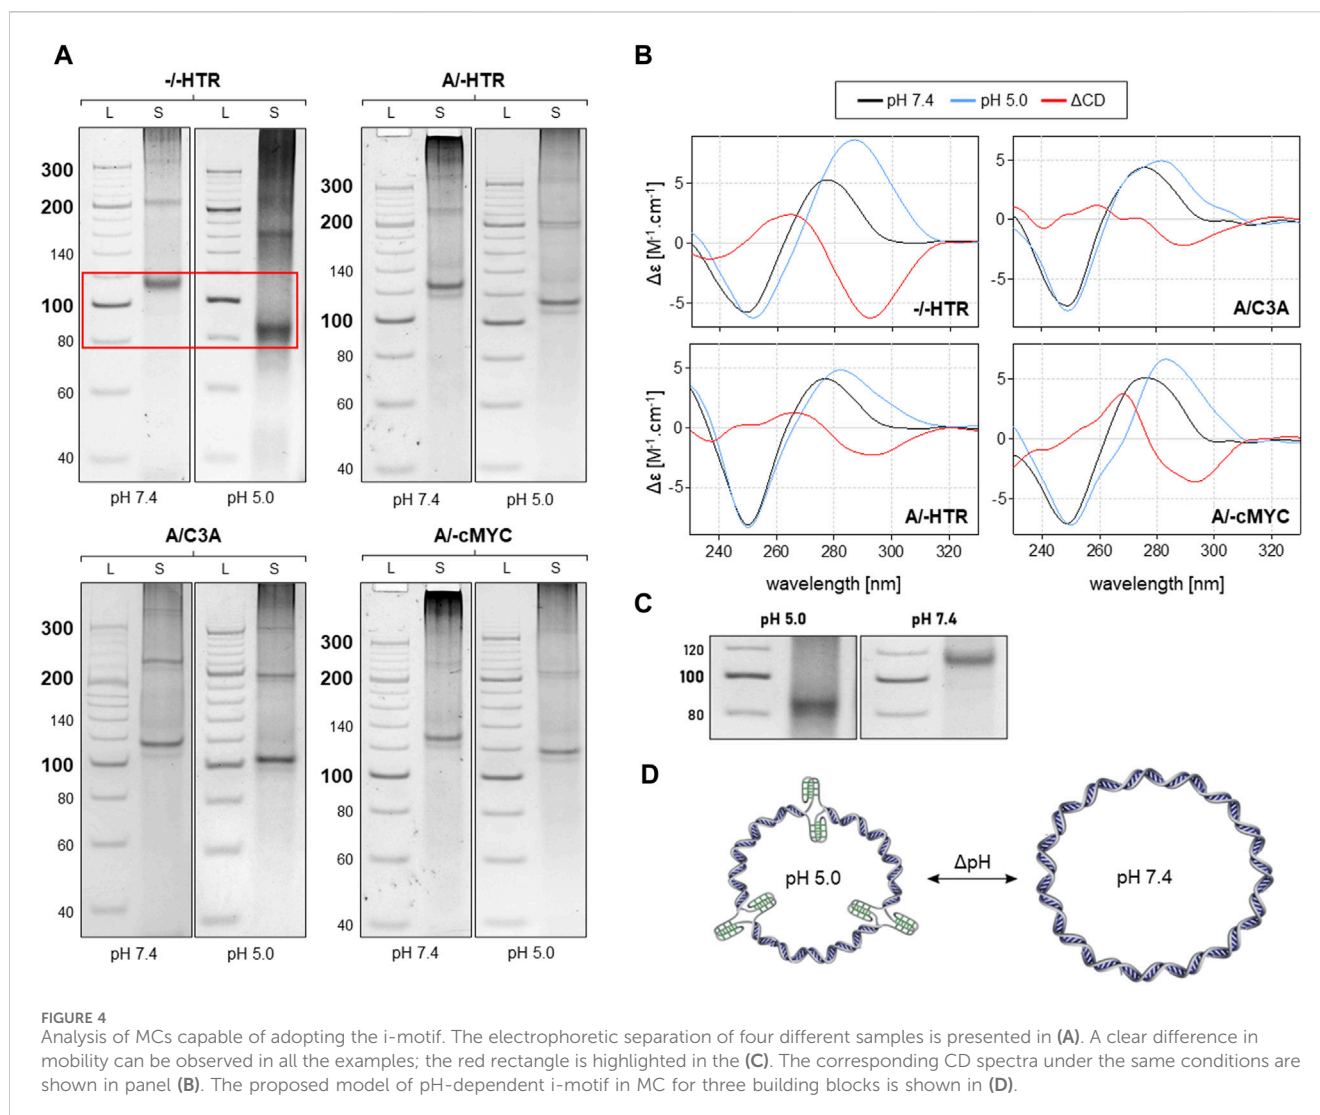 A
-/-HTR
L S L S
300
200
140
100
80
60
40
pH 7.4 pH 5.0
A/-HTR
L S L S
300
200
140
100
80
60
40
pH 7.4 pH 5.0
A/C3A
L S L S
300
200
140
100
80
60
40
pH 7.4 pH 5.0
A/-cMYC
L S L S
300
200
140
100
80
60
40
pH 7.4 pH 5.0
B
pH 7.4 pH 5.0 ΔCD
Δε [M⁻¹.cm⁻¹]
5
0
-5
-/-HTR
5
0
-5
A/C3A
Δε [M⁻¹.cm⁻¹]
5
0
-5
A/-HTR
5
0
-5
A/-cMYC
240 260 280 300 320
240 260 280 300 320
wavelength [nm] wavelength [nm]
C
pH 5.0 pH 7.4
120
100
80
D
pH 5.0
ΔpH
pH 7.4
FIGURE 4
Analysis of MCs capable of adopting the i-motif. The electrophoretic separation of four different samples is presented in (A). A clear difference in
mobility can be observed in all the examples; the red rectangle is highlighted in the (C). The corresponding CD spectra under the same conditions are
shown in panel (B). The proposed model of pH-dependent i-motif in MC for three building blocks is shown in (D).